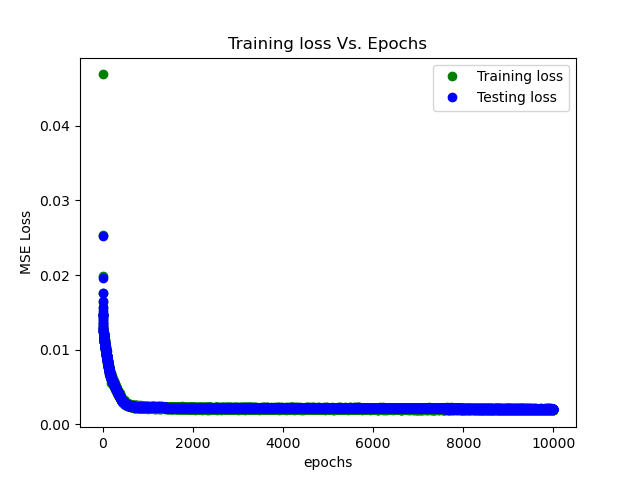 Training loss Vs. Epochs
Training loss
Testing loss
MSE Loss
0.04
0.03
0.02
0.01
0.00
0 2000 4000 6000 8000 10000
epochs